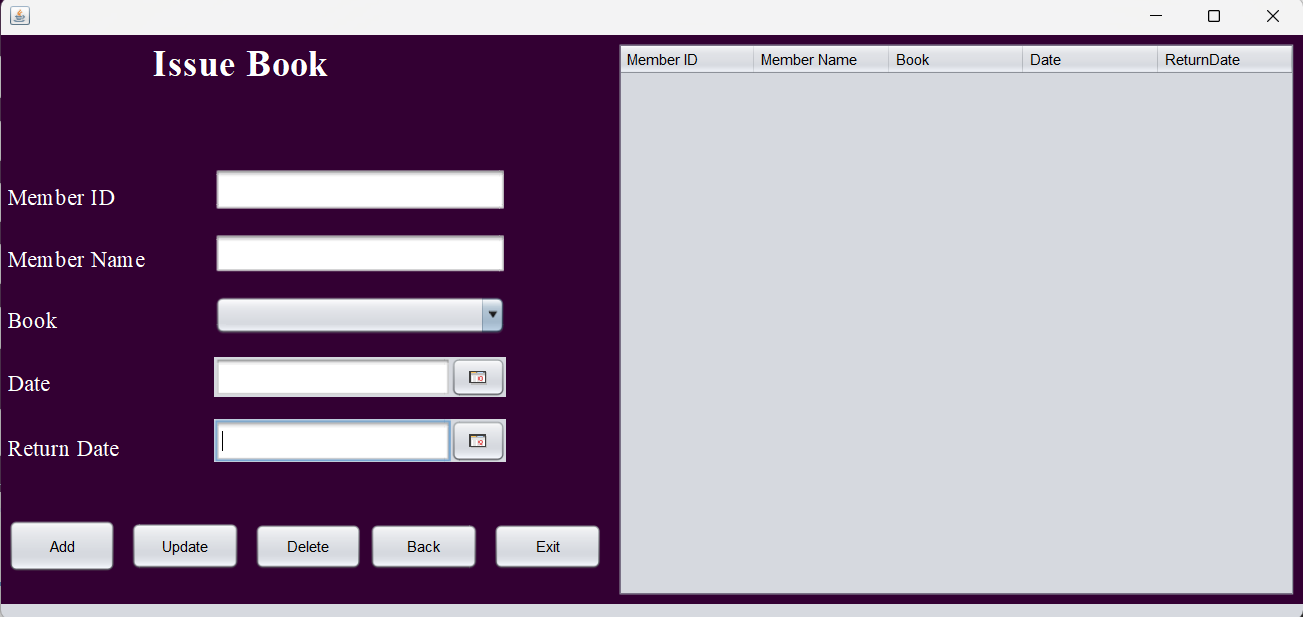 Issue Book
Member ID
Member Name
Book
Date
Return Date
Add Update Delete Back Exit
Member ID Member Name Book Date ReturnDate